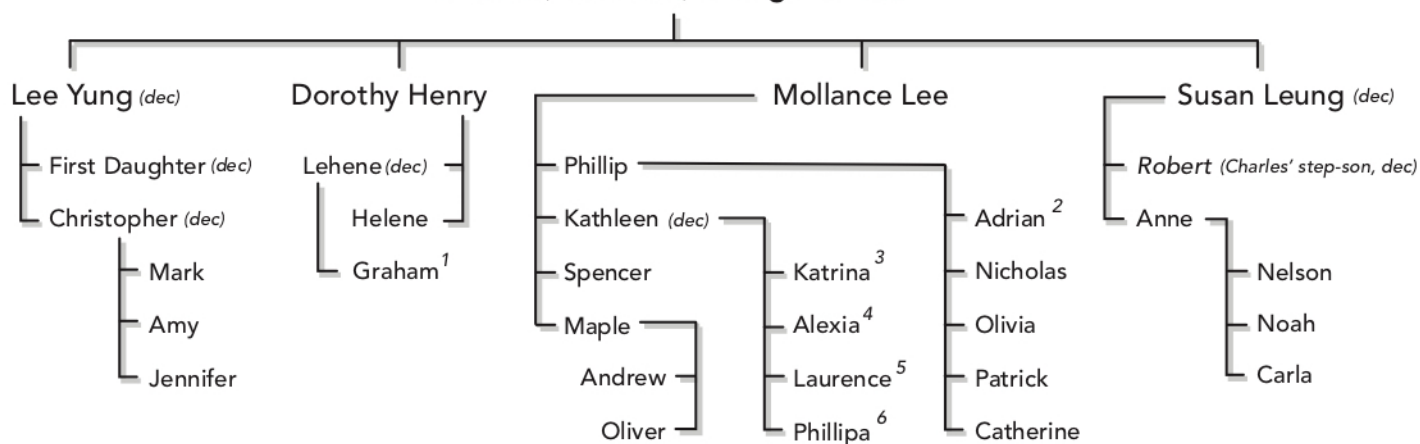 Lee Yung (dec) Dorothy Henry Mollance Lee Susan Leung (dec)
First Daughter (dec) Lehene (dec) Phillip Robert (Charles' step-son, dec)
Christopher (dec) Helene Kathleen (dec) Adrian 2 Anne
Mark Graham 1 Spencer Katrina 3 Nicholas Nelson
Amy Maple Alexia 4 Olivia Noah
Jennifer Andrew Laurence 5 Patrick Carla
Oliver Phillipa 6 Catherine